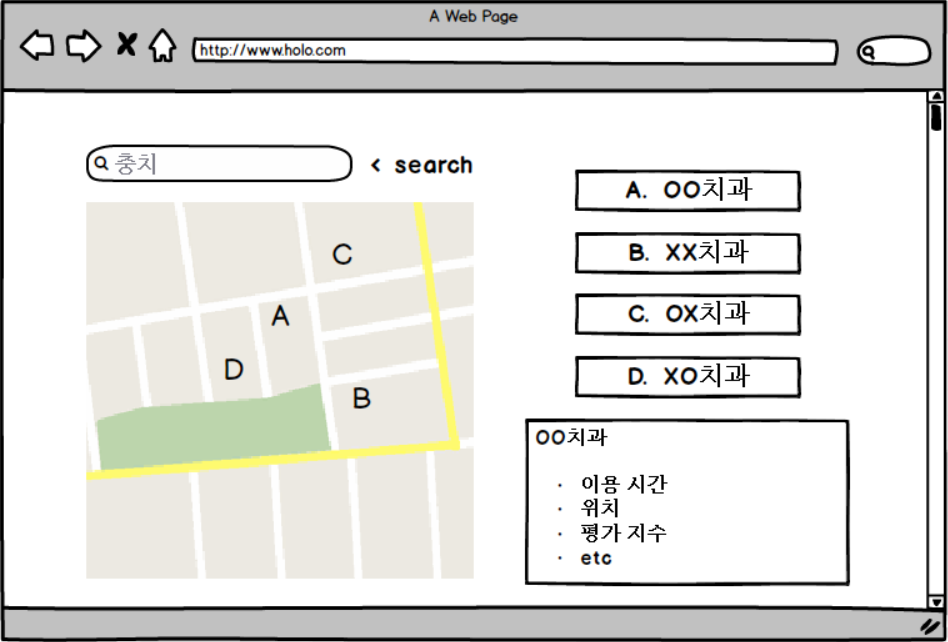 A Web Page
http://www.holo.com
충치
< search
C
A
D
B
A. OO치과
B. XX치과
C. OX치과
D. XO치과
OO치과
· 이용 시간
· 위치
· 평가 지수
· etc